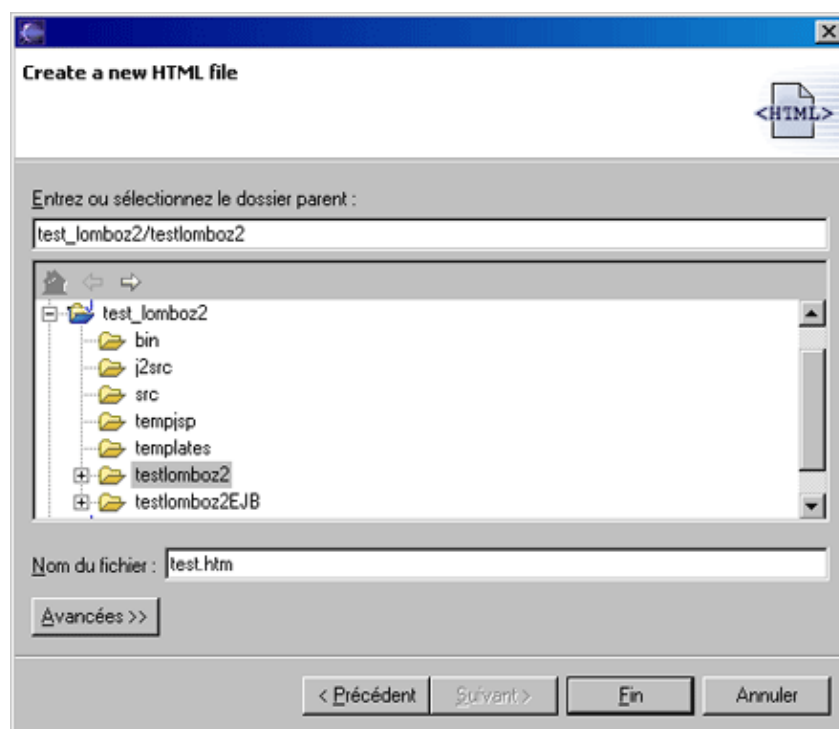 Create a new HTML file
<HTML>
Entrez ou sélectionnez le dossier parent :
test_lomboz2/testlomboz2
test_lomboz2
bin
j2src
src
tempjsp
templates
testlomboz2
testlomboz2EJB
Nom du fichier : test.htm
Avancées >>
< Précédent Suivant > Fin Annuler